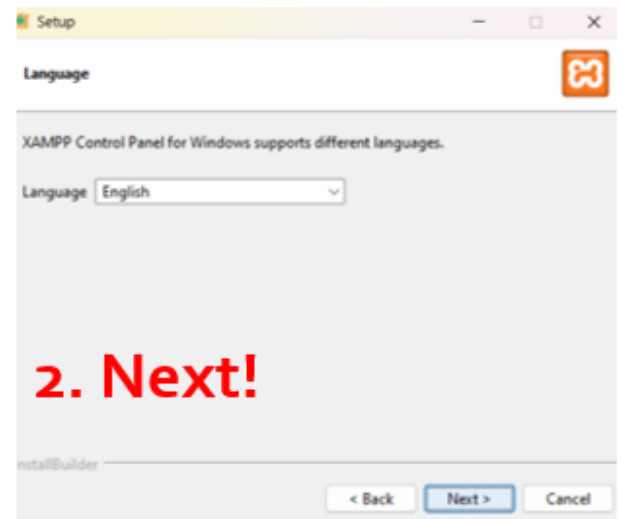 Setup
Language
XAMPP Control Panel for Windows supports different languages.
Language English
2. Next!
InstallBuilder
< Back Next > Cancel